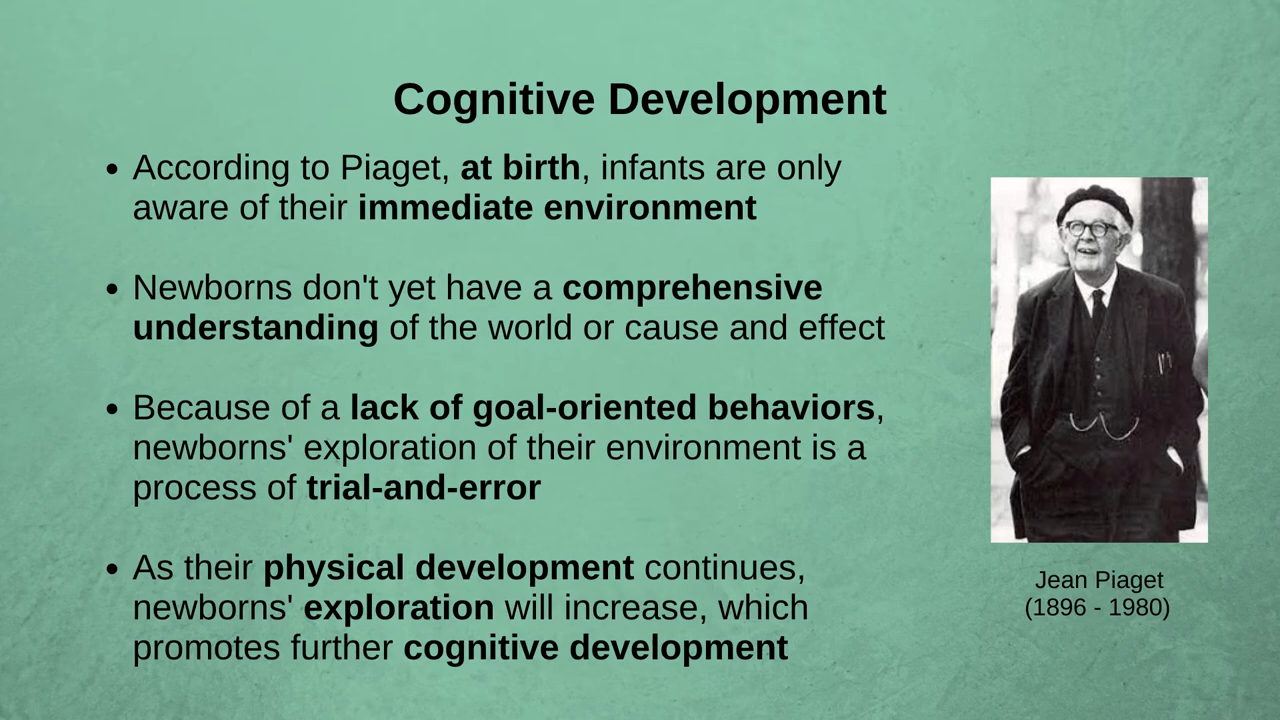 Cognitive Development
• According to Piaget, at birth, infants are only
aware of their immediate environment
• Newborns don't yet have a comprehensive
understanding of the world or cause and effect
• Because of a lack of goal-oriented behaviors,
newborns' exploration of their environment is a
process of trial-and-error
• As their physical development continues,
newborns' exploration will increase, which
promotes further cognitive development
Jean Piaget
(1896 - 1980)